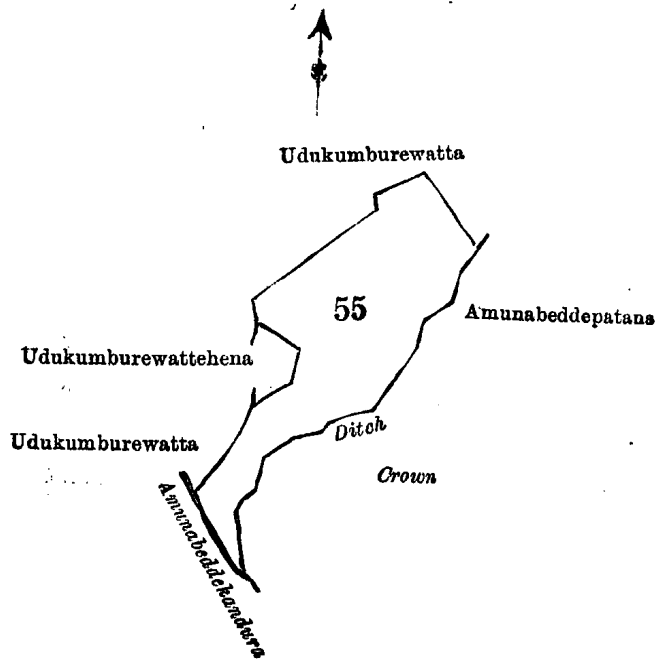 Udukumburewatta
55
Amunabeddepatana
Udukumburewattehena
Ditch
Udukumburewatta
Crown
Amunabeddekandura